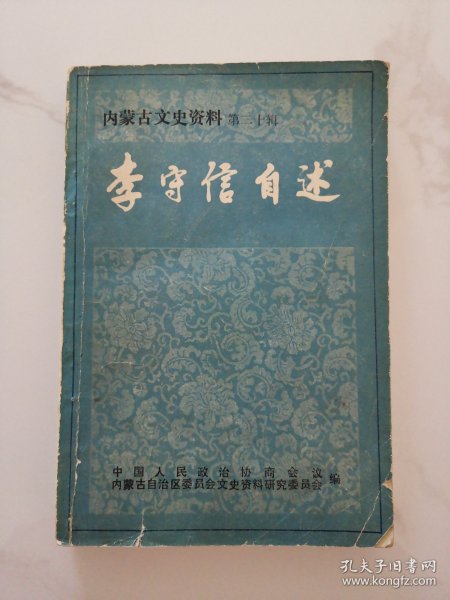 内蒙古文史资料 第二十辑
李守信自述
中国人民政治协商会议
内蒙古自治区委员会文史资料研究委员会 编
孔夫子旧书网
www.kongfz.com